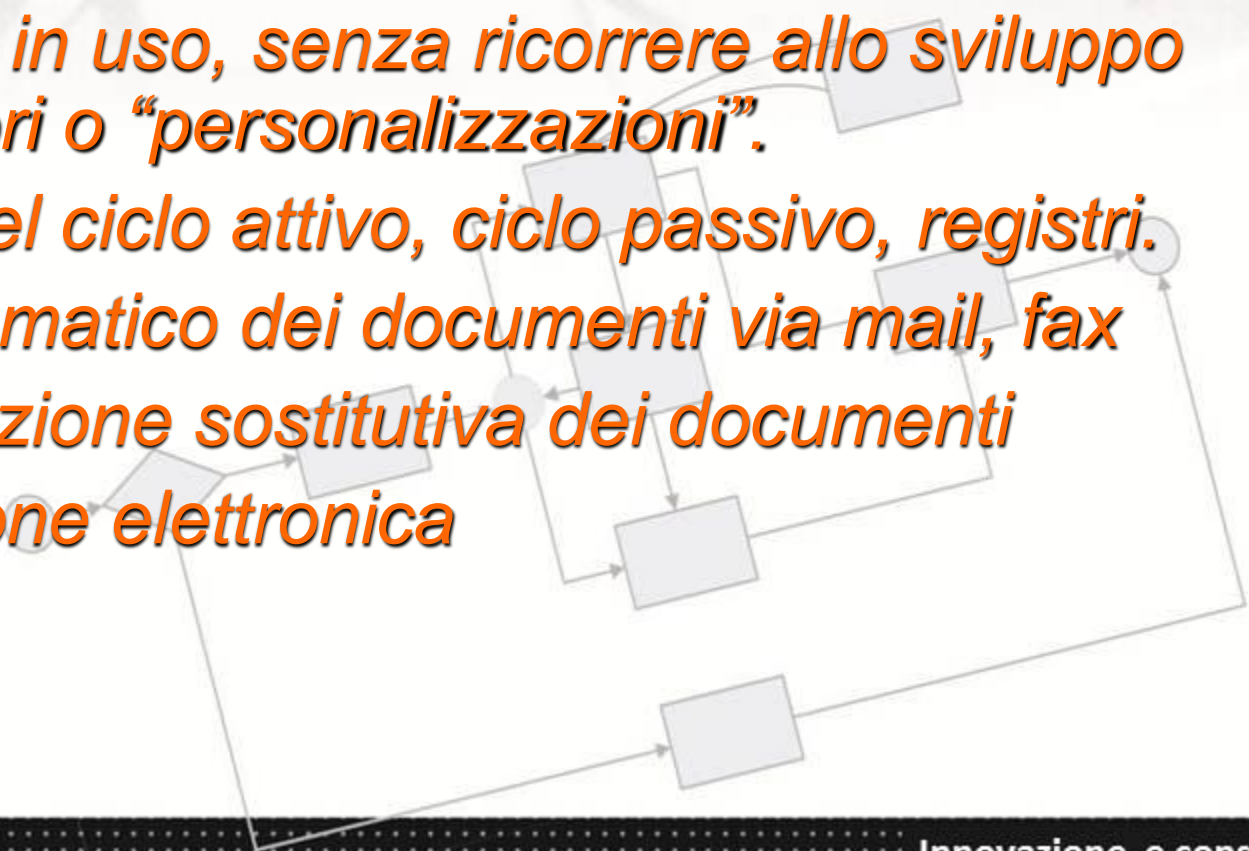 in uso, senza ricorrere allo sviluppo
ri o “personalizzazioni”.
el ciclo attivo, ciclo passivo, registri.
matico dei documenti via mail, fax
zione sostitutiva dei documenti
ne elettronica
Innovazione e cons